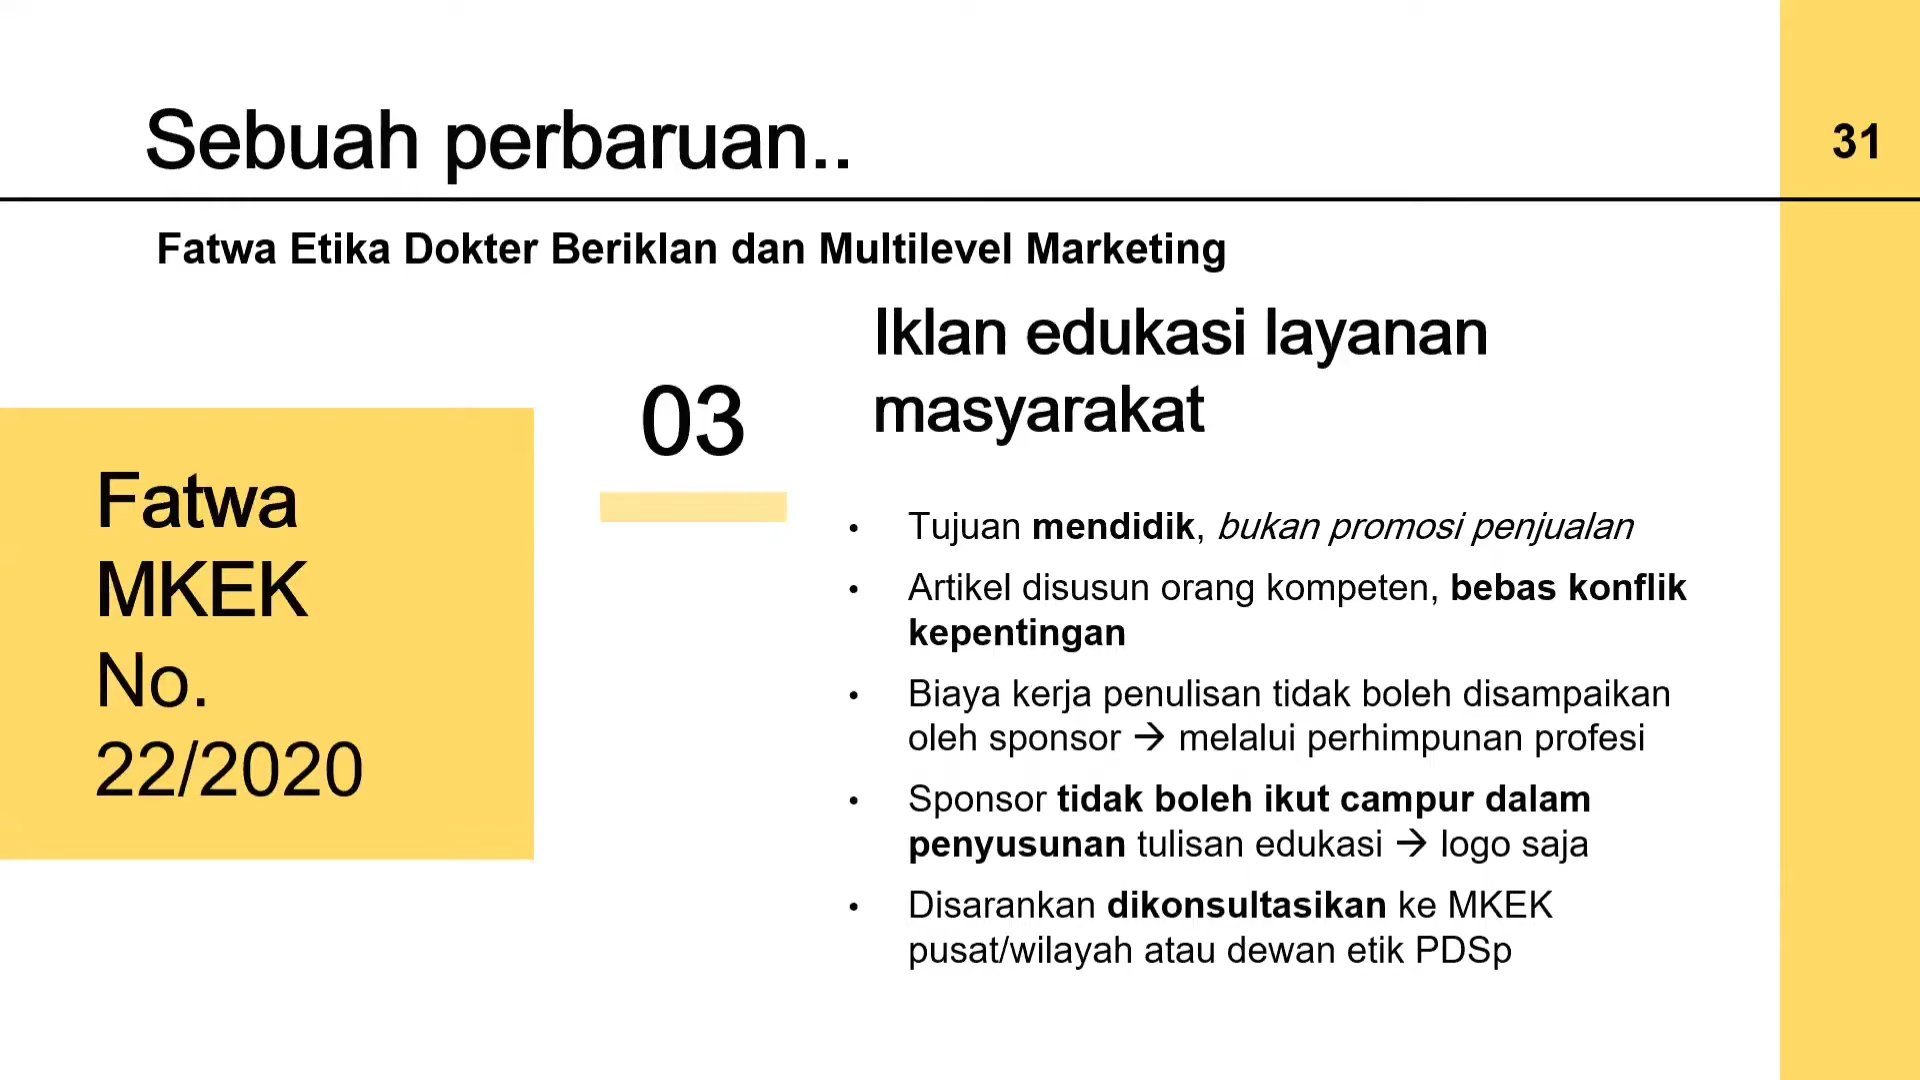 Sebuah perbaruan..
31
Fatwa Etika Dokter Beriklan dan Multilevel Marketing
Fatwa
MKEK
No.
22/2020
03
Iklan edukasi layanan
masyarakat
• Tujuan mendidik, bukan promosi penjualan
• Artikel disusun orang kompeten, bebas konflik
kepentingan
• Biaya kerja penulisan tidak boleh disampaikan
oleh sponsor → melalui perhimpunan profesi
• Sponsor tidak boleh ikut campur dalam
penyusunan tulisan edukasi → logo saja
• Disarankan dikonsultasikan ke MKEK
pusat/wilayah atau dewan etik PDSp